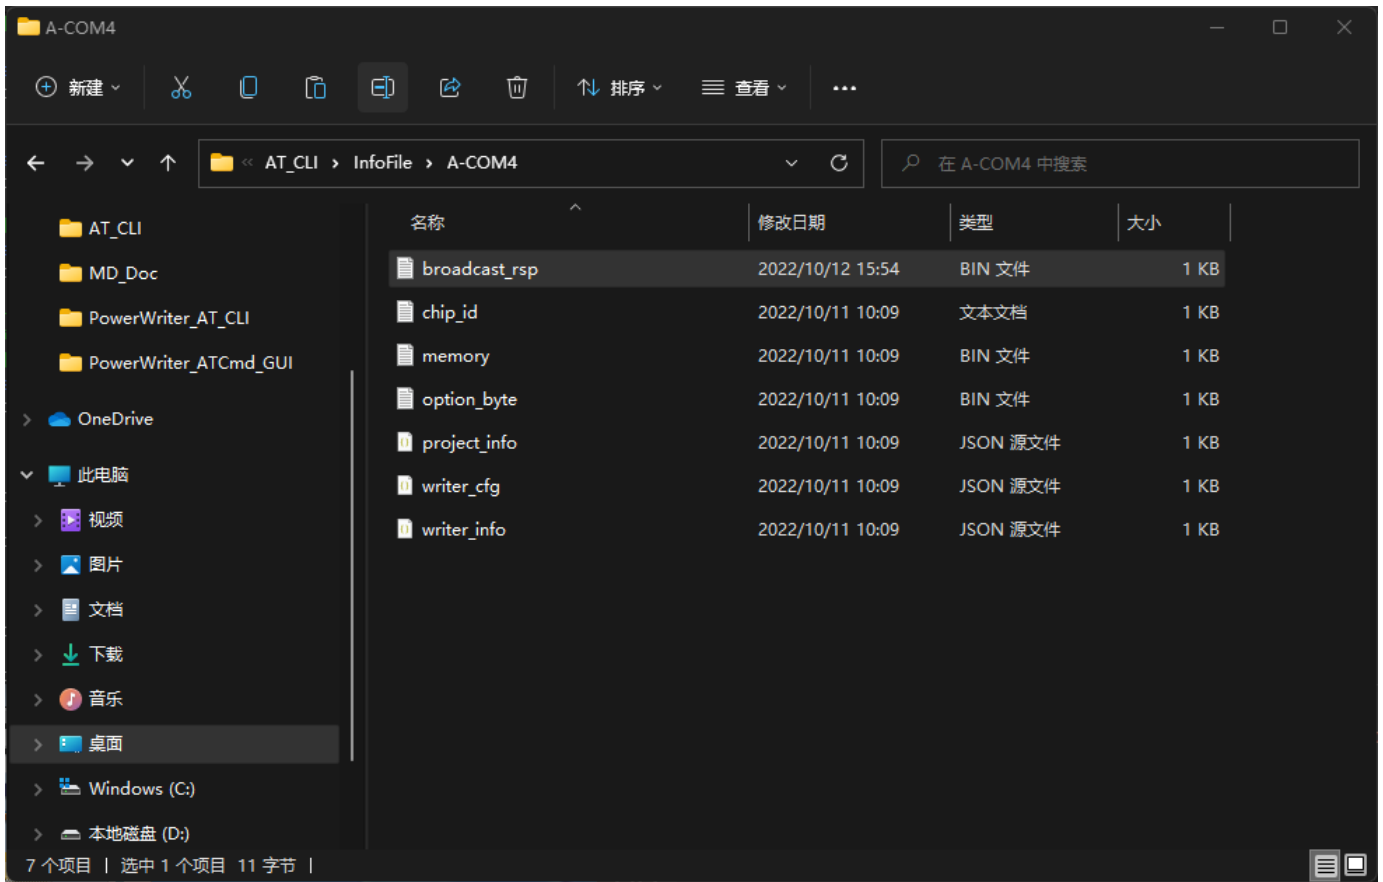 A-COM4
新建 排序 查看
« AT_CLI › InfoFile › A-COM4 在 A-COM4 中搜索
名称 修改日期 类型 大小
AT_CLI
MD_Doc
PowerWriter_AT_CLI
PowerWriter_ATCmd_GUI
OneDrive
此电脑
视频
图片
文档
下载
音乐
桌面
Windows (C:)
本地磁盘 (D:)
broadcast_rsp 2022/10/12 15:54 BIN 文件 1 KB
chip_id 2022/10/11 10:09 文本文档 1 KB
memory 2022/10/11 10:09 BIN 文件 1 KB
option_byte 2022/10/11 10:09 BIN 文件 1 KB
project_info 2022/10/11 10:09 JSON 源文件 1 KB
writer_cfg 2022/10/11 10:09 JSON 源文件 1 KB
writer_info 2022/10/11 10:09 JSON 源文件 1 KB
7 个项目 | 选中 1 个项目 11 字节 |